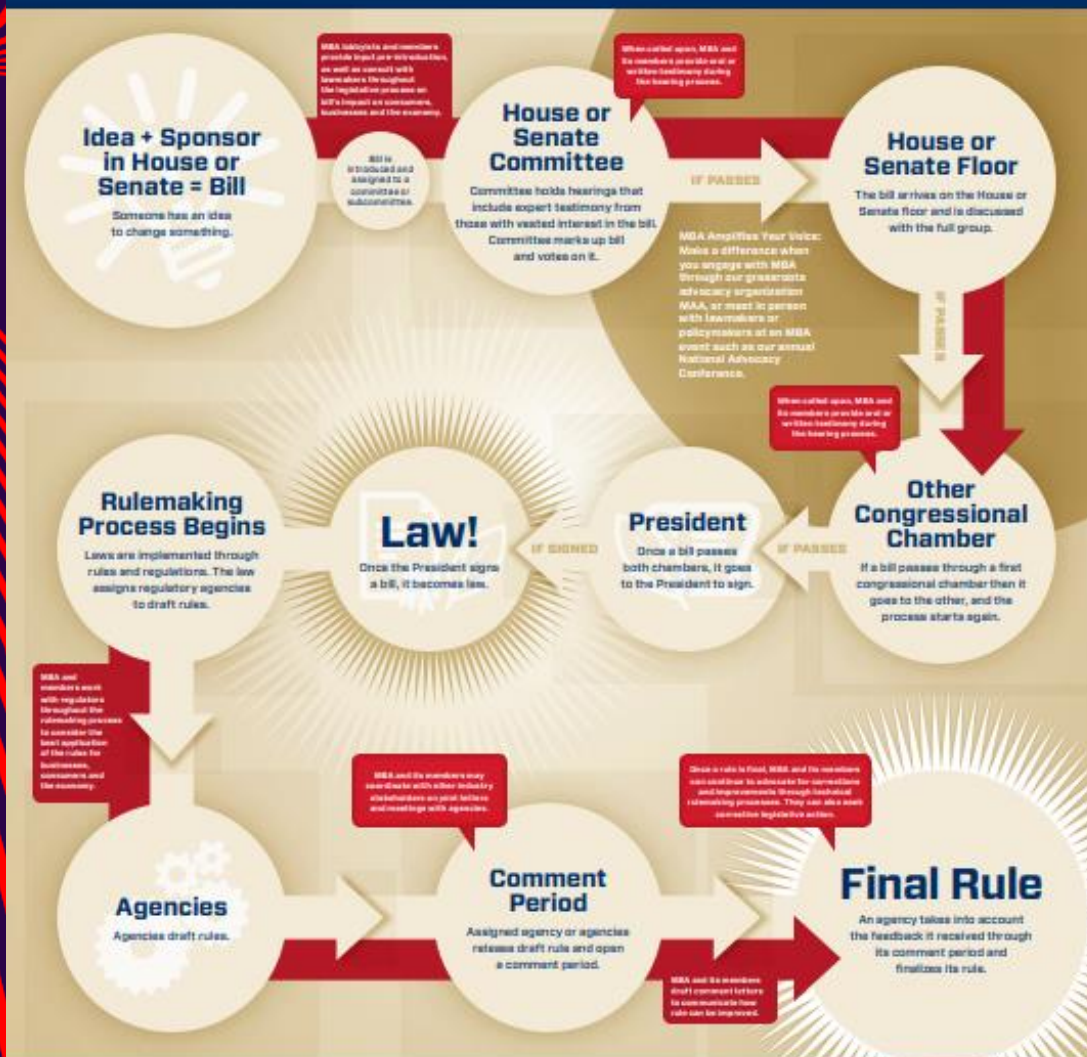 Idea + Sponsor
in House or
Senate = Bill
Someone has an idea
to change something.
MBA lobbyists and members
provide input pre-introduction,
as well as consult with
lawmakers throughout
the legislative process on
bill's impact on consumers,
businesses and the economy.
Bill is
introduced and
assigned to a
committee or
subcommittee.
House or
Senate
Committee
Committee holds hearings that
include expert testimony from
those with vested interest in the bill.
Committee marks up bill
and votes on it.
When called upon, MBA and
its members provide oral or
written testimony during
the hearing process.
IF PASSES
MBA Amplifies Your Voice:
Make a difference when
you engage with MBA
through our grassroots
advocacy organization
MAA, or meet in person
with lawmakers or
policymakers at an MBA
event such as our annual
National Advocacy
Conference.
House or
Senate Floor
The bill arrives on the House or
Senate floor and is discussed
with the full group.
IF PASSES
When called upon, MBA and
its members provide oral or
written testimony during
the hearing process.
Other
Congressional
Chamber
If a bill passes through a first
congressional chamber then it
goes to the other, and the
process starts again.
IF PASSES
President
Once a bill passes
both chambers, it goes
to the President to sign.
IF SIGNED
Law!
Once the President signs
a bill, it becomes law.
Rulemaking
Process Begins
Laws are implemented through
rules and regulations. The law
assigns regulatory agencies
to draft rules.
MBA and
members work
with regulators
throughout the
rulemaking process
to consider the
best application
of the rules for
businesses,
consumers and
the economy.
Agencies
Agencies draft rules.
MBA and its members may
coordinate with other industry
stakeholders on joint letters
and meetings with agencies.
Comment
Period
Assigned agency or agencies
release draft rule and open
a comment period.
MBA and its members
draft comment letters
to communicate how
rule can be improved.
Once a rule is final, MBA and its members
can continue to advocate for corrections
and improvements through technical
rulemaking processes. They can also seek
corrective legislative action.
Final Rule
An agency takes into account
the feedback it received through
its comment period and
finalizes its rule.